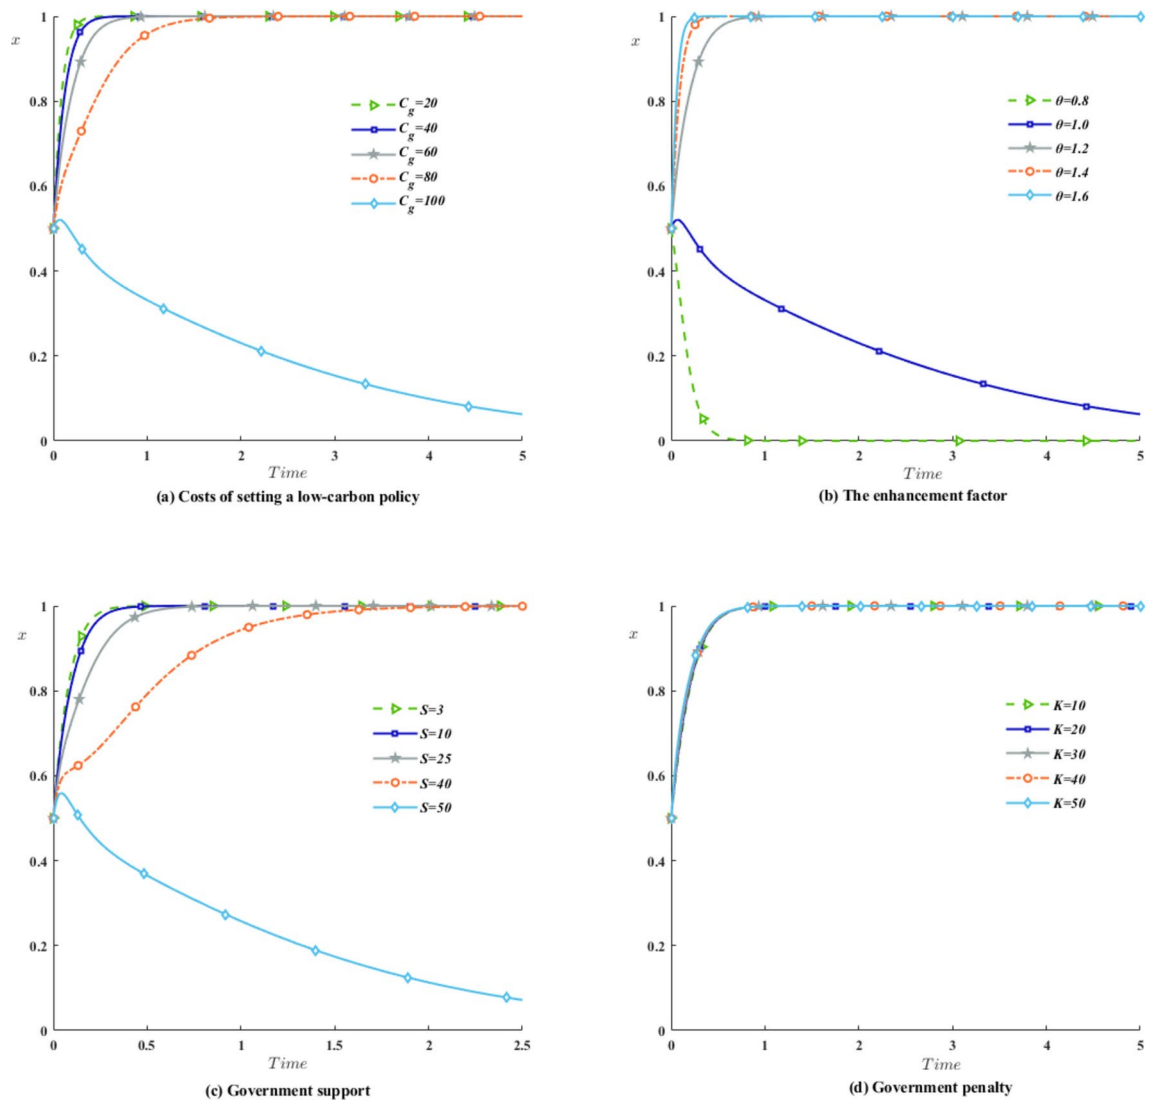 1
0.8
0.6
0.4
0.2
0
x
0 1 2 3 4 5
Time
C_g=20
C_g=40
C_g=60
C_g=80
C_g=100
(a) Costs of setting a low-carbon policy
1
0.8
0.6
0.4
0.2
0
x
0 1 2 3 4 5
Time
θ=0.8
θ=1.0
θ=1.2
θ=1.4
θ=1.6
(b) The enhancement factor
1
0.8
0.6
0.4
0.2
0
x
0 0.5 1 1.5 2 2.5
Time
S=3
S=10
S=25
S=40
S=50
(c) Government support
1
0.8
0.6
0.4
0.2
0
x
0 1 2 3 4 5
Time
K=10
K=20
K=30
K=40
K=50
(d) Government penalty